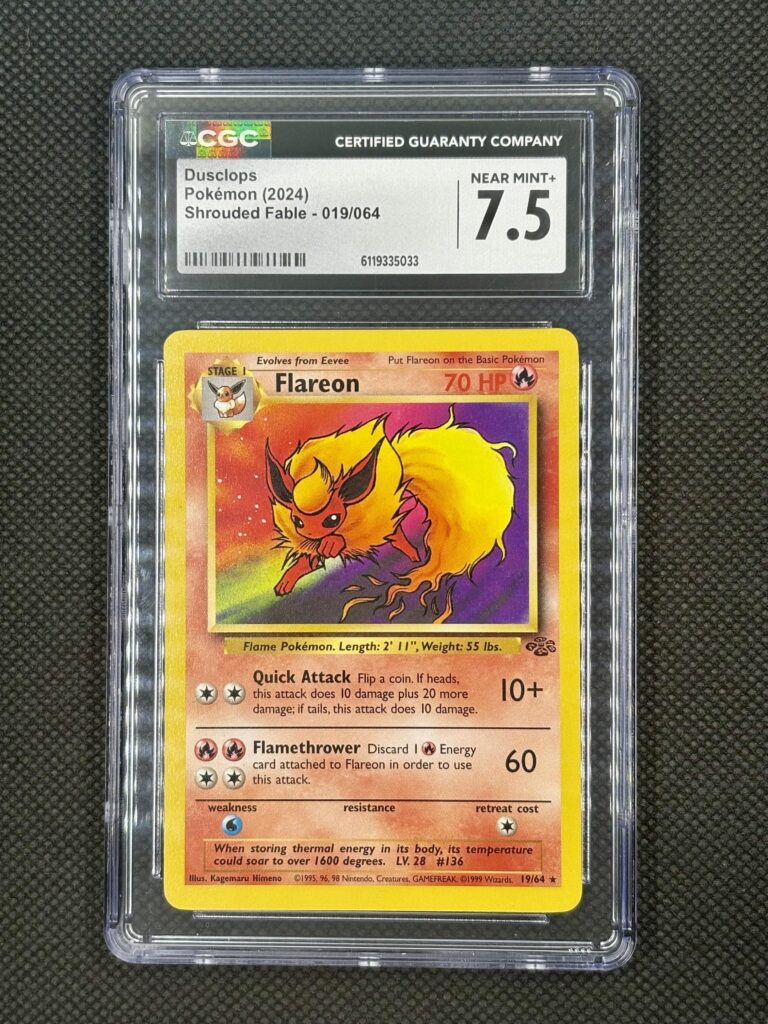 CGC
CERTIFIED GUARANTY COMPANY
Dusclops
Pokémon (2024)
Shrouded Fable - 019/064
NEAR MINT+
7.5
6119335033
Evolves from Eevee
Put Flareon on the Basic Pokémon
STAGE 1
Flareon
70 HP
Flame Pokémon. Length: 2' 11", Weight: 55 lbs.
Quick Attack Flip a coin. If heads,
this attack does 10 damage plus 20 more
damage; if tails, this attack does 10 damage.
10+
Flamethrower Discard 1 Energy
card attached to Flareon in order to use
this attack.
60
weakness
resistance
retreat cost
When storing thermal energy in its body, its temperature
could soar to over 1600 degrees. LV. 28 #136
Illus. Kagemaru Himeno ©1995, 96, 98 Nintendo, Creatures, GAMEFREAK. ©1999 Wizards. 19/64 ★